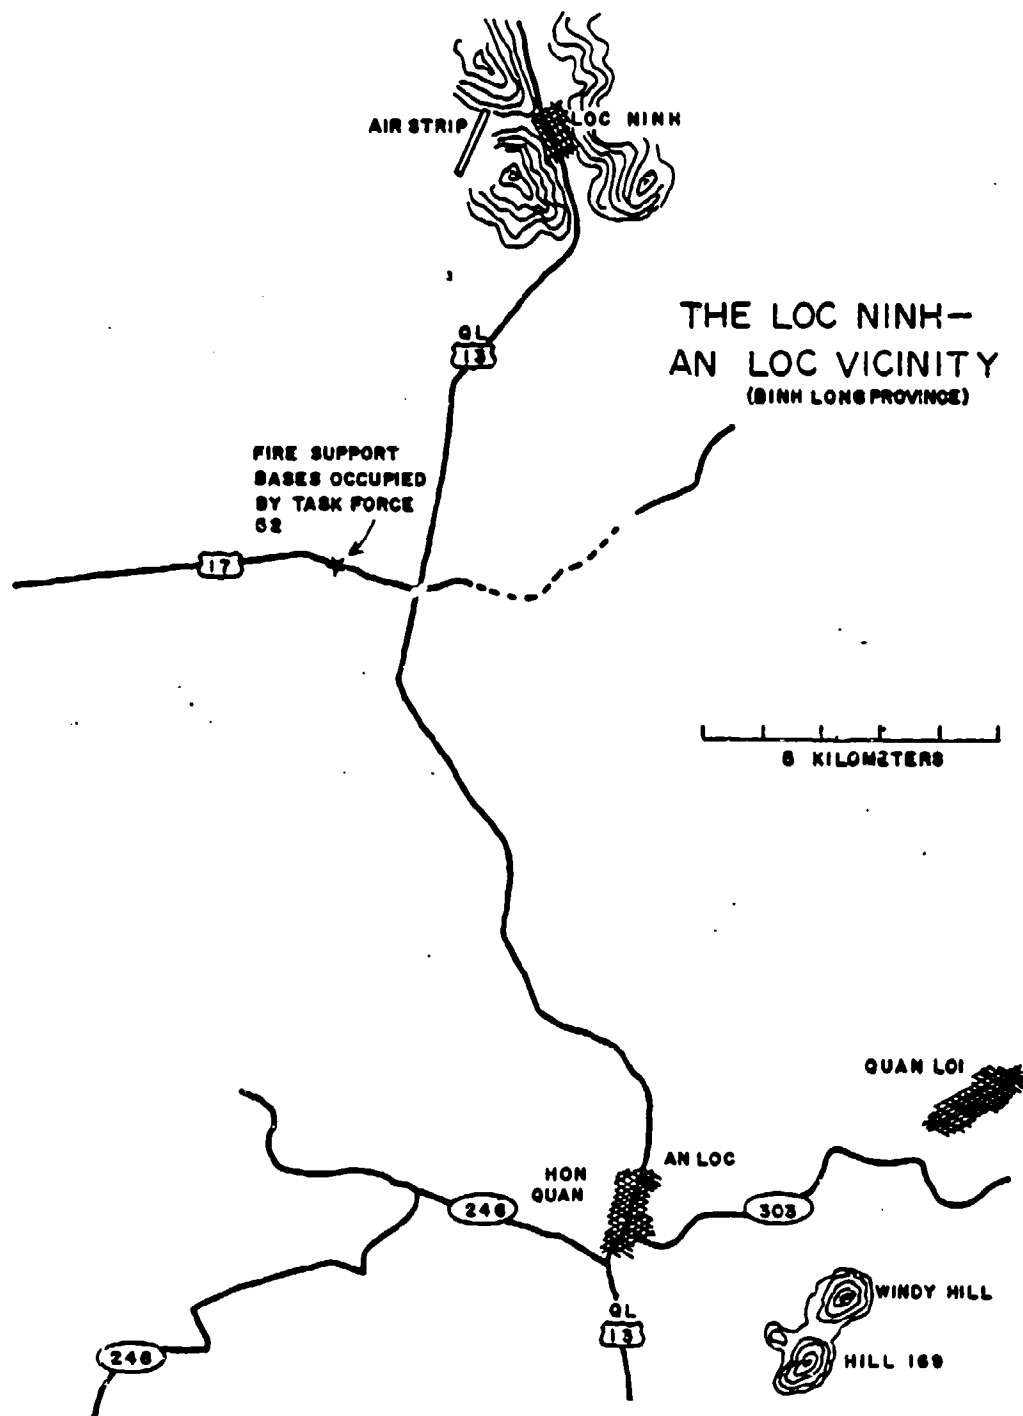 AIR STRIP
LOC NINH
QL
13
THE LOC NINH—
AN LOC VICINITY
(BINH LONG PROVINCE)
FIRE SUPPORT
BASES OCCUPIED
BY TASK FORCE
52
17
5 KILOMETERS
QUAN LOI
AN LOC
HON
QUAN
246
303
WINDY HILL
QL
13
HILL 169
246